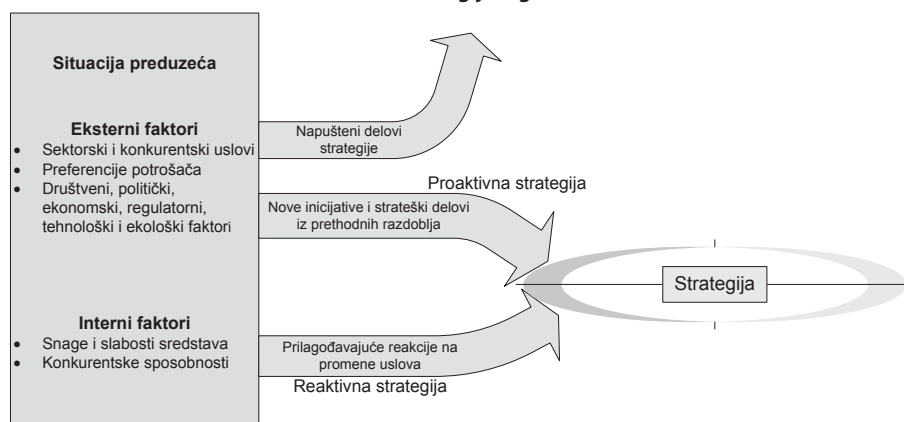 Situacija preduzeća
Eksterni faktori
• Sektorski i konkurentski uslovi
• Preferencije potrošača
• Društveni, politički,
ekonomski, regulatorni,
tehnološki i ekološki faktori
Interni faktori
• Snage i slabosti sredstava
• Konkurentske sposobnosti
Napušteni delovi
strategije
Proaktivna strategija
Nove inicijative i strateški delovi
iz prethodnih razdoblja
Prilagođavajuće reakcije na
promene uslova
Reaktivna strategija
Strategija